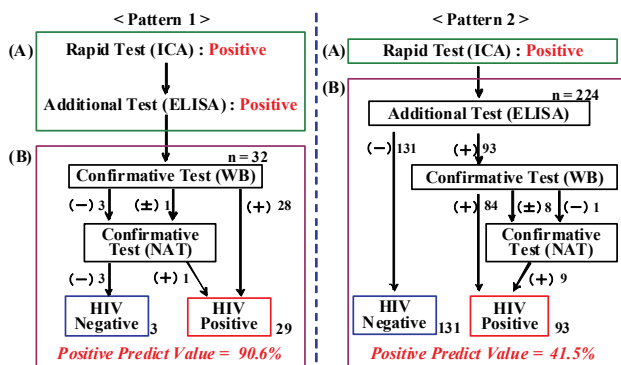 < Pattern 1 >
(A)
Rapid Test (ICA) : Positive
Additional Test (ELISA) : Positive
(B)
n = 32
Confirmative Test (WB)
(−) 3
(±) 1
(+) 28
Confirmative
Test (NAT)
(−) 3
(+) 1
HIV
Negative 3
HIV
Positive 29
Positive Predict Value = 90.6%
< Pattern 2 >
(A)
Rapid Test (ICA) : Positive
(B)
n = 224
Additional Test (ELISA)
(−) 131
(+) 93
Confirmative Test (WB)
(+) 84
(±) 8
(−) 1
Confirmative
Test (NAT)
(+) 9
HIV
Negative 131
HIV
Positive 93
Positive Predict Value = 41.5%